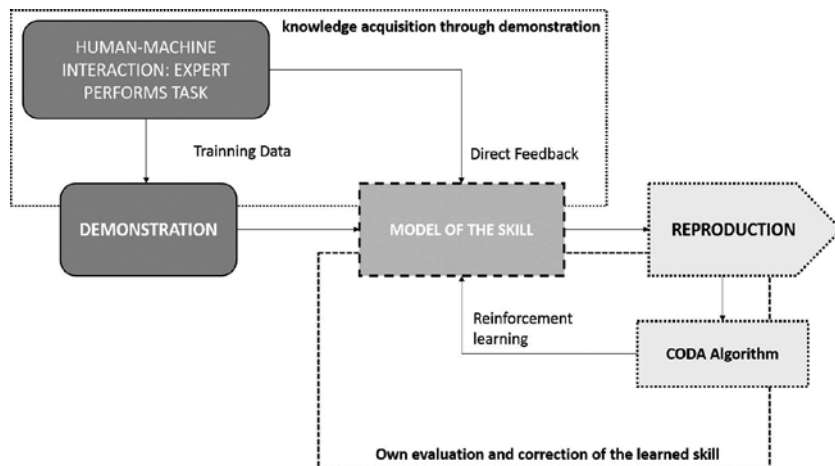 knowledge acquisition through demonstration
HUMAN-MACHINE
INTERACTION: EXPERT
PERFORMS TASK
Trainning Data
Direct Feedback
DEMONSTRATION
MODEL OF THE SKILL
REPRODUCTION
Reinforcement
learning
CODA Algorithm
Own evaluation and correction of the learned skill